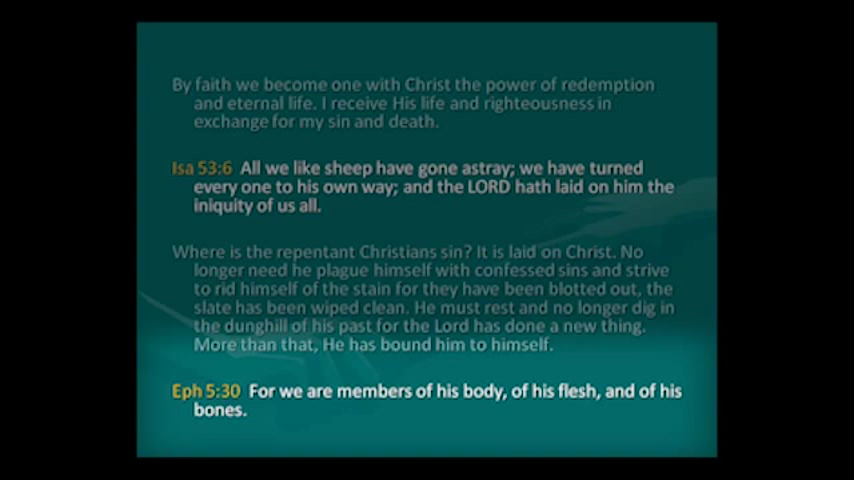 By faith we become one with Christ the power of redemption
and eternal life. I receive His life and righteousness in
exchange for my sin and death.
Isa 53:6 All we like sheep have gone astray; we have turned
every one to his own way; and the LORD hath laid on him the
iniquity of us all.
Where is the repentant Christians sin? It is laid on Christ. No
longer need he plague himself with confessed sins and strive
to rid himself of the stain for they have been blotted out, the
slate has been wiped clean. He must rest and no longer dig in
the dunghill of his past for the Lord has done a new thing.
More than that, He has bound him to himself.
Eph 5:30 For we are members of his body, of his flesh, and of his
bones.